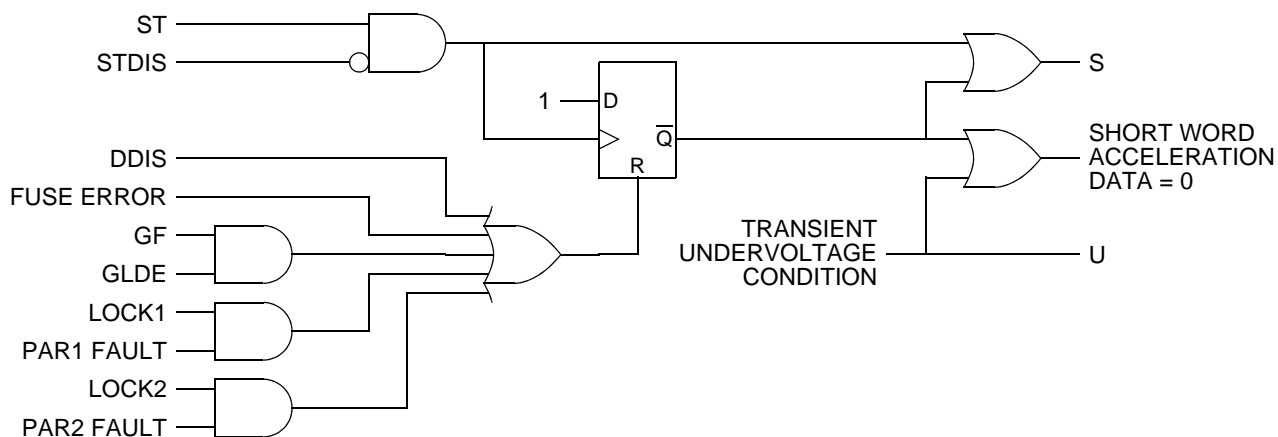 ST
STDIS
S
1
D
Q
R
SHORT WORD
ACCELERATION
DATA = 0
DDIS
FUSE ERROR
GF
GLDE
LOCK1
PAR1 FAULT
LOCK2
PAR2 FAULT
TRANSIENT
UNDERVOLTAGE
CONDITION
U